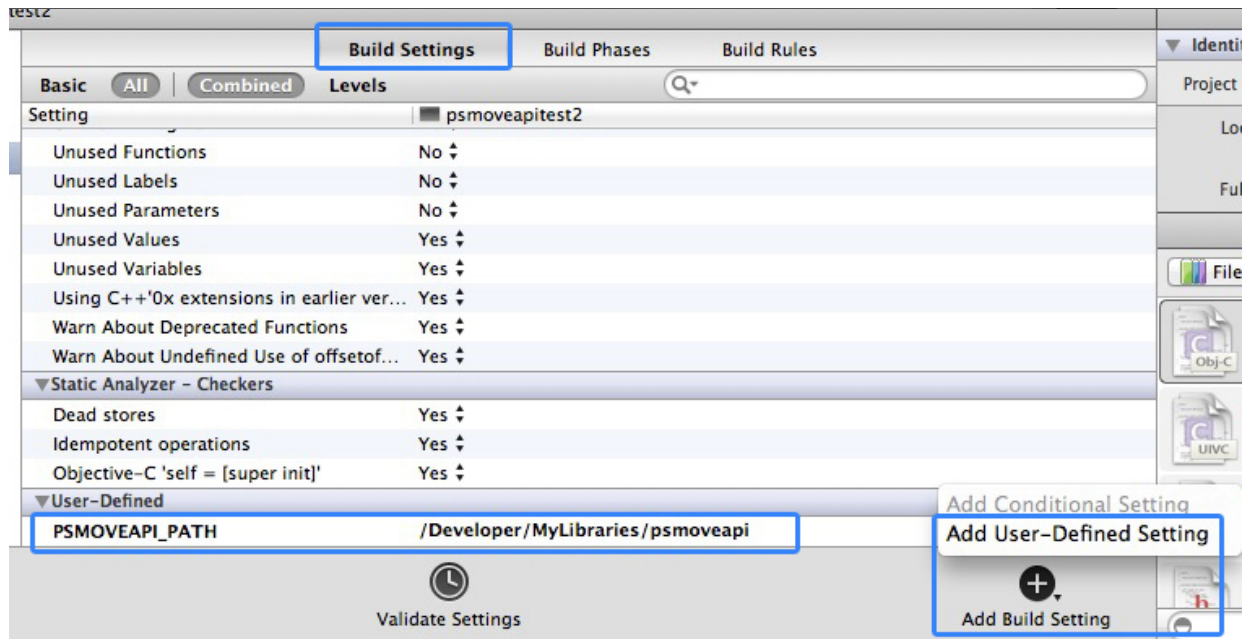 test2
Build Settings Build Phases Build Rules
Identi
Basic All Combined Levels
Project
Setting psmoveapitest2
Lo
Unused Functions No
Unused Labels No
Ful
Unused Parameters No
Unused Values Yes
Unused Variables Yes
File
Using C++'0x extensions in earlier ver... Yes
Warn About Deprecated Functions Yes
Warn About Undefined Use of offsetof... Yes
Obj-C
Static Analyzer - Checkers
Dead stores Yes
Idempotent operations Yes
UIVC
Objective-C 'self = [super init]' Yes
User-Defined
Add Conditional Setting
PSMOVEAPI_PATH /Developer/MyLibraries/psmoveapi
Add User-Defined Setting
h
Validate Settings
Add Build Setting